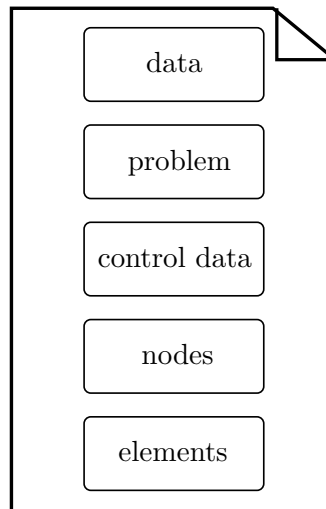 data
problem
control data
nodes
elements